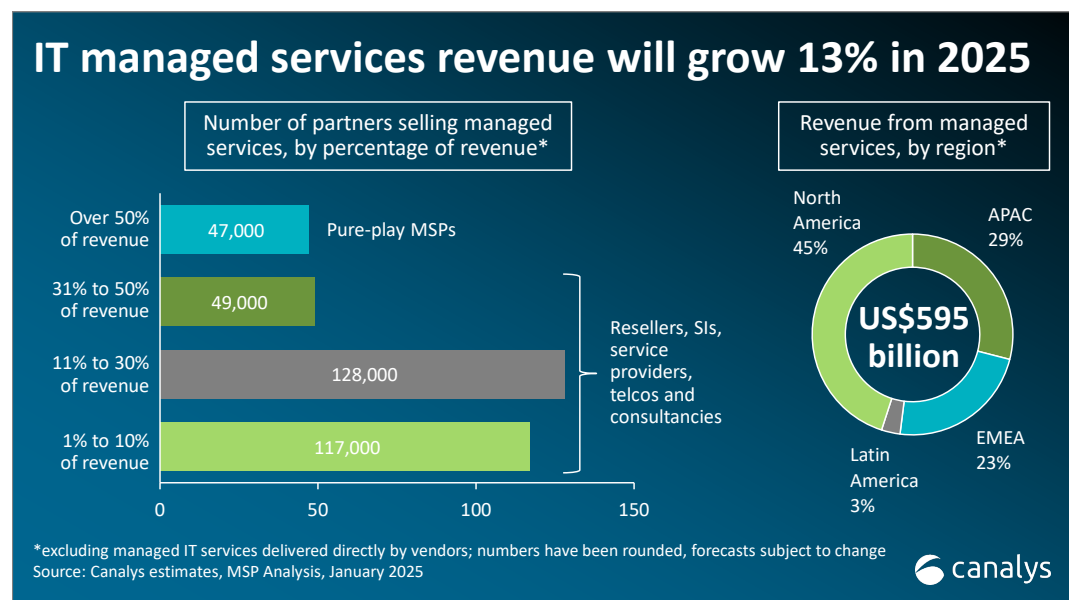 IT managed services revenue will grow 13% in 2025
Number of partners selling managed
services, by percentage of revenue*
Over 50%
of revenue
47,000
Pure-play MSPs
31% to 50%
of revenue
49,000
11% to 30%
of revenue
128,000
1% to 10%
of revenue
117,000
Resellers, SIs,
service
providers,
telcos and
consultancies
0
50
100
150
Revenue from managed
services, by region*
North
America
45%
APAC
29%
US$595
billion
EMEA
23%
Latin
America
3%
*excluding managed IT services delivered directly by vendors; numbers have been rounded, forecasts subject to change
Source: Canalys estimates, MSP Analysis, January 2025
canalys